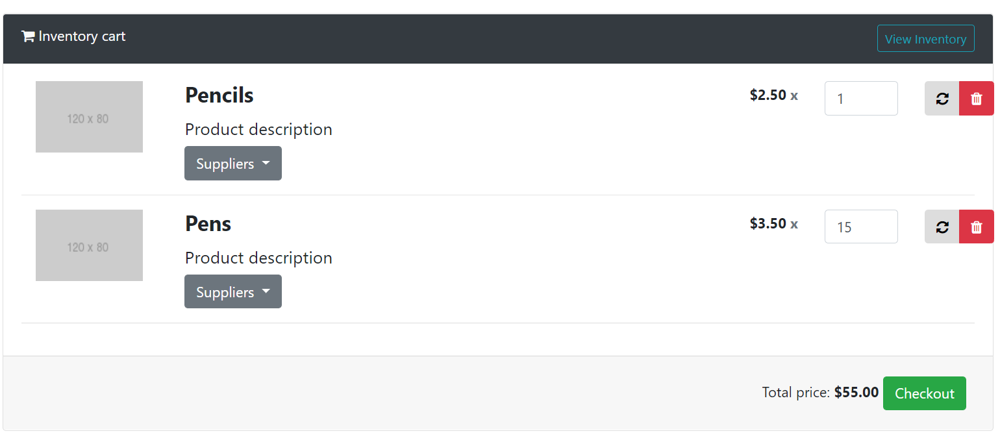 Inventory cart
View Inventory
120 x 80
Pencils
$2.50 x
1
Product description
Suppliers
120 x 80
Pens
$3.50 x
15
Product description
Suppliers
Total price: $55.00
Checkout